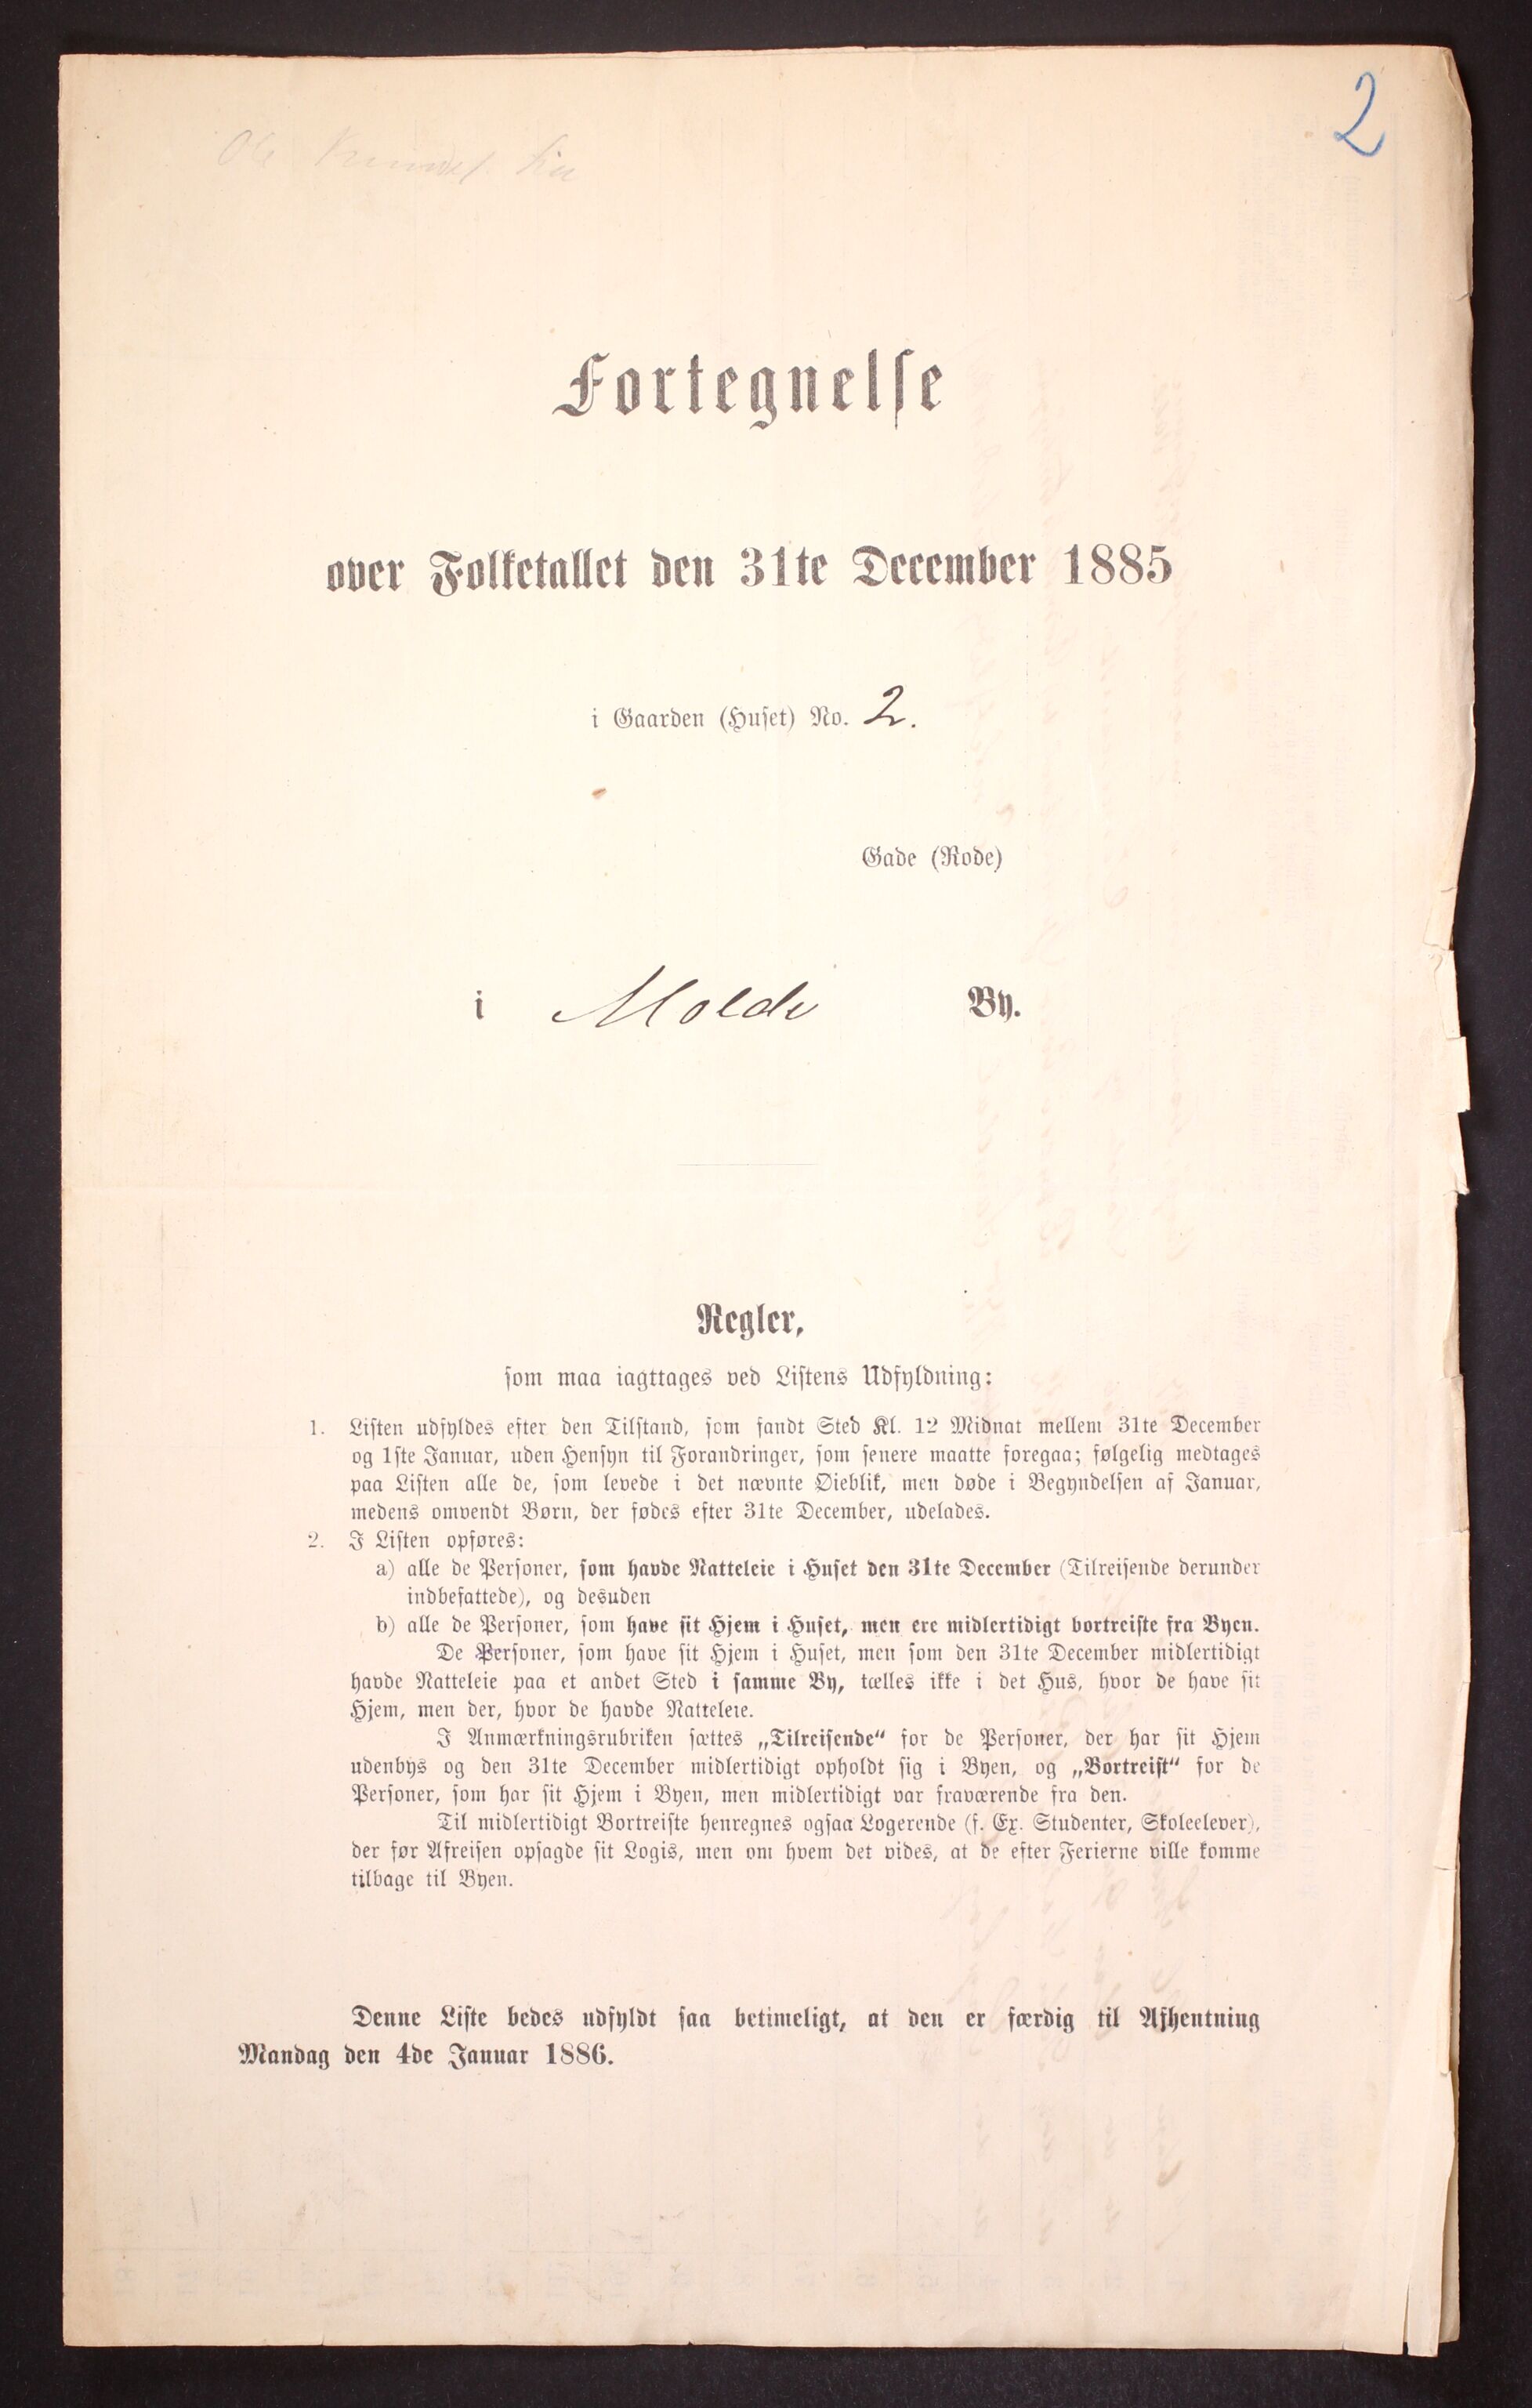 2
Fortegnelse
over Folketallet den 31te December 1885
i Gaarden (Huset) No. 2.
Gade (Rode)
i Molde By.
Regler,
som maa iagttages ved Listens Udfyldning:
1. Listen udfyldes efter den Tilstand, som fandt Sted Kl. 12 Midnat mellem 31te December
og 1ste Januar, uden Hensyn til Forandringer, som senere maatte foregaa; følgelig medtages
paa Listen alle de, som levede i det nævnte Øieblik, men døde i Begyndelsen af Januar,
medens omvendt Børn, der fødes efter 31te December, udelades.
2. I Listen opføres:
a) alle de Personer, som havde Natteleie i Huset den 31te December (Tilreisende derunder
indbefattede), og desuden
b) alle de Personer, som have sit Hjem i Huset, men ere midlertidigt bortreiste fra Byen.
De Personer, som have sit Hjem i Huset, men som den 31te December midlertidigt
havde Natteleie paa et andet Sted i samme By, tælles ikke i det Hus, hvor de have sit
Hjem, men der, hvor de havde Natteleie.
I Anmærkningsrubriken sættes „Tilreisende“ for de Personer, der har sit Hjem
udenbys og den 31te December midlertidigt opholdt sig i Byen, og „Bortreist“ for de
Personer, som har sit Hjem i Byen, men midlertidigt var fraværende fra den.
Til midlertidigt Bortreiste henregnes ogsaa Logerende (f. Ex. Studenter, Skoleelever),
der før Afreisen opsagde sit Logis, men om hvem det vides, at de efter Ferierne ville komme
tilbage til Byen.
Denne Liste bedes udfyldt saa betimeligt, at den er færdig til Afhentning
Mandag den 4de Januar 1886.